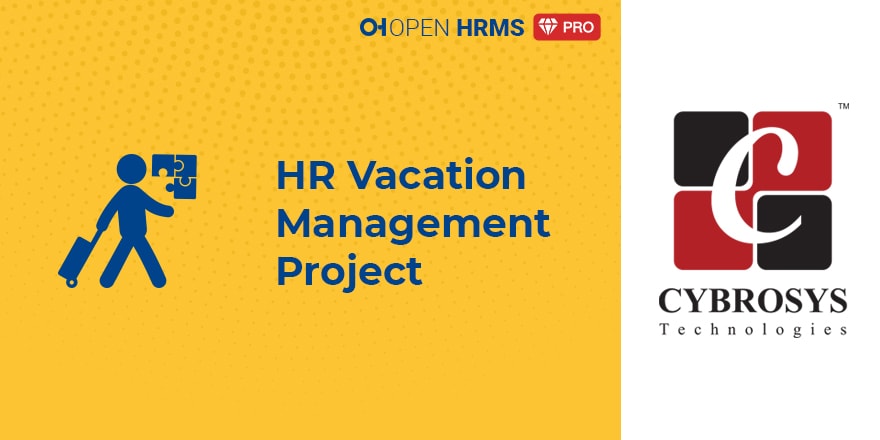 OPEN HRMS PRO
HR Vacation
Management
Project
TM
CYBROSYS
Technologies